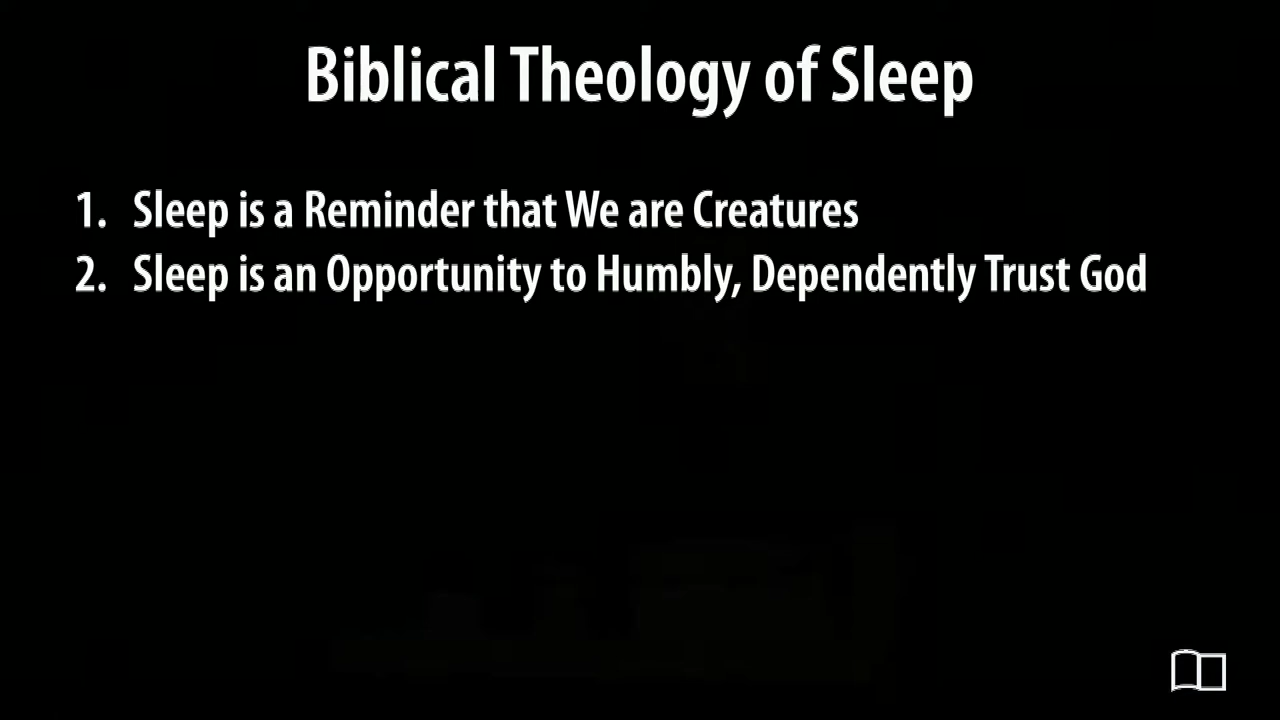 Biblical Theology of Sleep
1. Sleep is a Reminder that We are Creatures
2. Sleep is an Opportunity to Humbly, Dependently Trust God